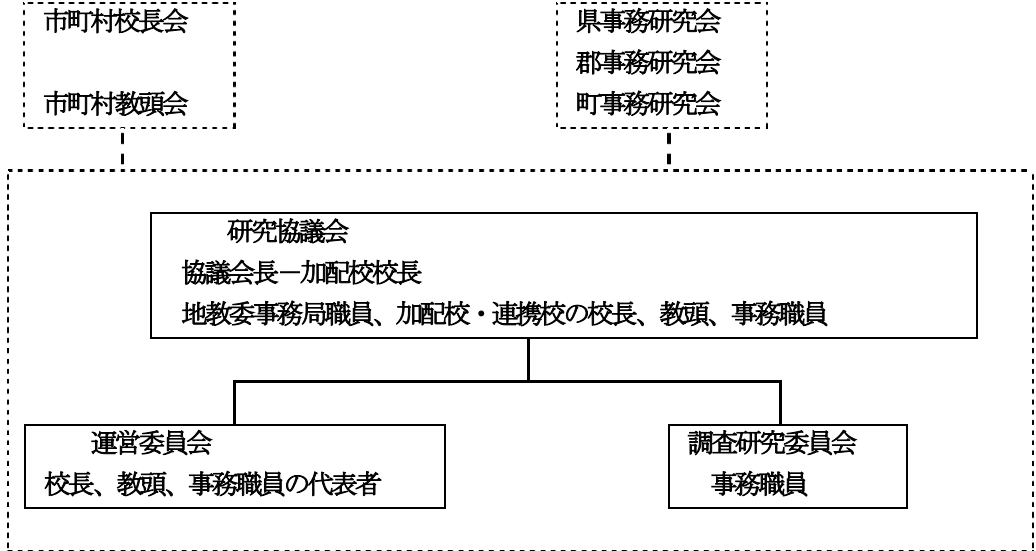 市町村校長会
市町村教頭会
県事務研究会
郡事務研究会
町事務研究会
研究協議会
協議会長－加配校校長
地教委事務局職員、加配校・連携校の校長、教頭、事務職員
運営委員会
校長、教頭、事務職員の代表者
調査研究委員会
事務職員